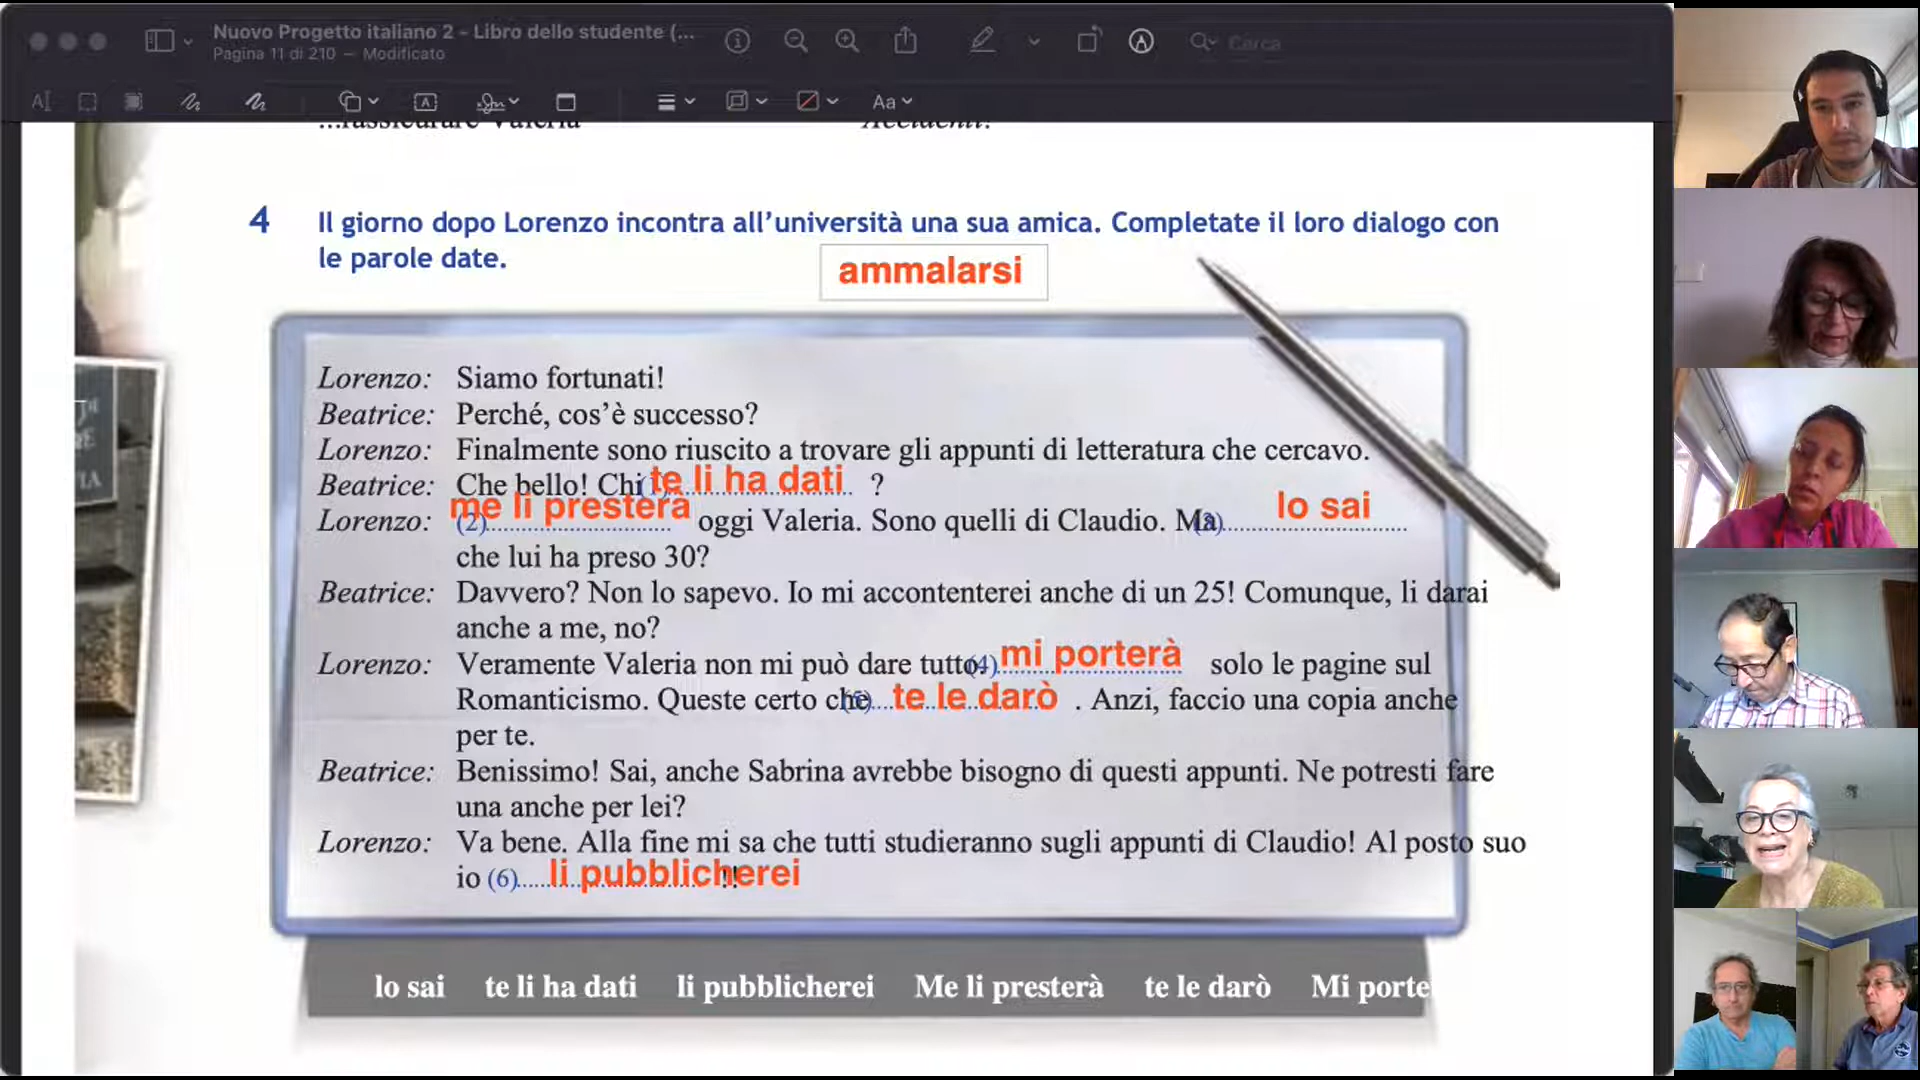 Nuovo Progetto italiano 2 - Libro dello studente (...
Pagina 11 di 210 — Modificato
Cerca
Aa
...rassicurare Valeria
Accidenti!
4 Il giorno dopo Lorenzo incontra all'università una sua amica. Completate il loro dialogo con
le parole date.
ammalarsi
Lorenzo: Siamo fortunati!
Beatrice: Perché, cos'è successo?
Lorenzo: Finalmente sono riuscito a trovare gli appunti di letteratura che cercavo.
Beatrice: Che bello! Chi te li ha dati ?
Lorenzo: (2) me li presterà oggi Valeria. Sono quelli di Claudio. Ma (3) lo sai
che lui ha preso 30?
Beatrice: Davvero? Non lo sapevo. Io mi accontenterei anche di un 25! Comunque, li darai
anche a me, no?
Lorenzo: Veramente Valeria non mi può dare tutto. (4) mi porterà solo le pagine sul
Romanticismo. Queste certo che (5) te le darò . Anzi, faccio una copia anche
per te.
Beatrice: Benissimo! Sai, anche Sabrina avrebbe bisogno di questi appunti. Ne potresti fare
una anche per lei?
Lorenzo: Va bene. Alla fine mi sa che tutti studieranno sugli appunti di Claudio! Al posto suo
io (6) li pubblicherei !!
lo sai te li ha dati li pubblicherei Me li presterà te le darò Mi porte